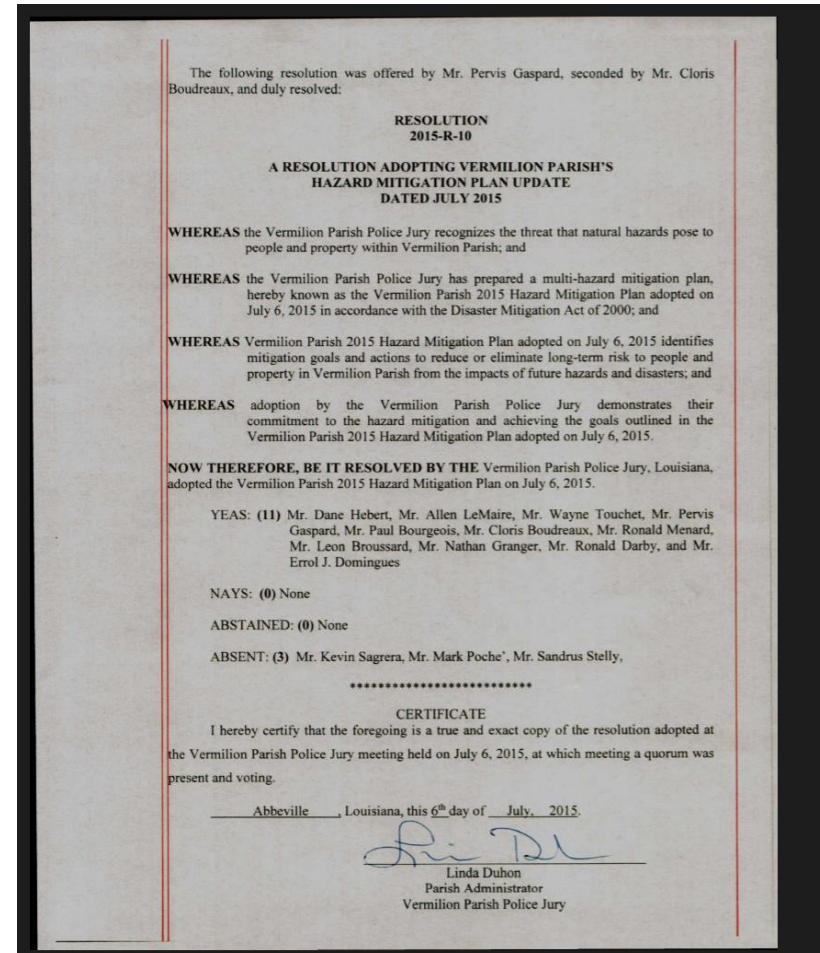 The following resolution was offered by Mr. Pervis Gaspard, seconded by Mr. Cloris
Boudreaux, and duly resolved:
RESOLUTION
2015-R-10
A RESOLUTION ADOPTING VERMILION PARISH'S
HAZARD MITIGATION PLAN UPDATE
DATED JULY 2015
WHEREAS the Vermilion Parish Police Jury recognizes the threat that natural hazards pose to
people and property within Vermilion Parish; and
WHEREAS the Vermilion Parish Police Jury has prepared a multi-hazard mitigation plan,
hereby known as the Vermilion Parish 2015 Hazard Mitigation Plan adopted on
July 6, 2015 in accordance with the Disaster Mitigation Act of 2000; and
WHEREAS Vermilion Parish 2015 Hazard Mitigation Plan adopted on July 6, 2015 identifies
mitigation goals and actions to reduce or eliminate long-term risk to people and
property in Vermilion Parish from the impacts of future hazards and disasters; and
WHEREAS adoption by the Vermilion Parish Police Jury demonstrates their
commitment to the hazard mitigation and achieving the goals outlined in the
Vermilion Parish 2015 Hazard Mitigation Plan adopted on July 6, 2015.
NOW THEREFORE, BE IT RESOLVED BY THE Vermilion Parish Police Jury, Louisiana,
adopted the Vermilion Parish 2015 Hazard Mitigation Plan on July 6, 2015.
YEAS: (11) Mr. Dane Hebert, Mr. Allen LeMaire, Mr. Wayne Touchet, Mr. Pervis
Gaspard, Mr. Paul Bourgeois, Mr. Cloris Boudreaux, Mr. Ronald Menard,
Mr. Leon Broussard, Mr. Nathan Granger, Mr. Ronald Darby, and Mr.
Errol J. Domingues
NAYS: (0) None
ABSTAINED: (0) None
ABSENT: (3) Mr. Kevin Sagrera, Mr. Mark Poche', Mr. Sandrus Stelly,
**************************
CERTIFICATE
I hereby certify that the foregoing is a true and exact copy of the resolution adopted at
the Vermilion Parish Police Jury meeting held on July 6, 2015, at which meeting a quorum was
present and voting.
Abbeville, Louisiana, this 6th day of July, 2015.
Linda Duhon
Parish Administrator
Vermilion Parish Police Jury